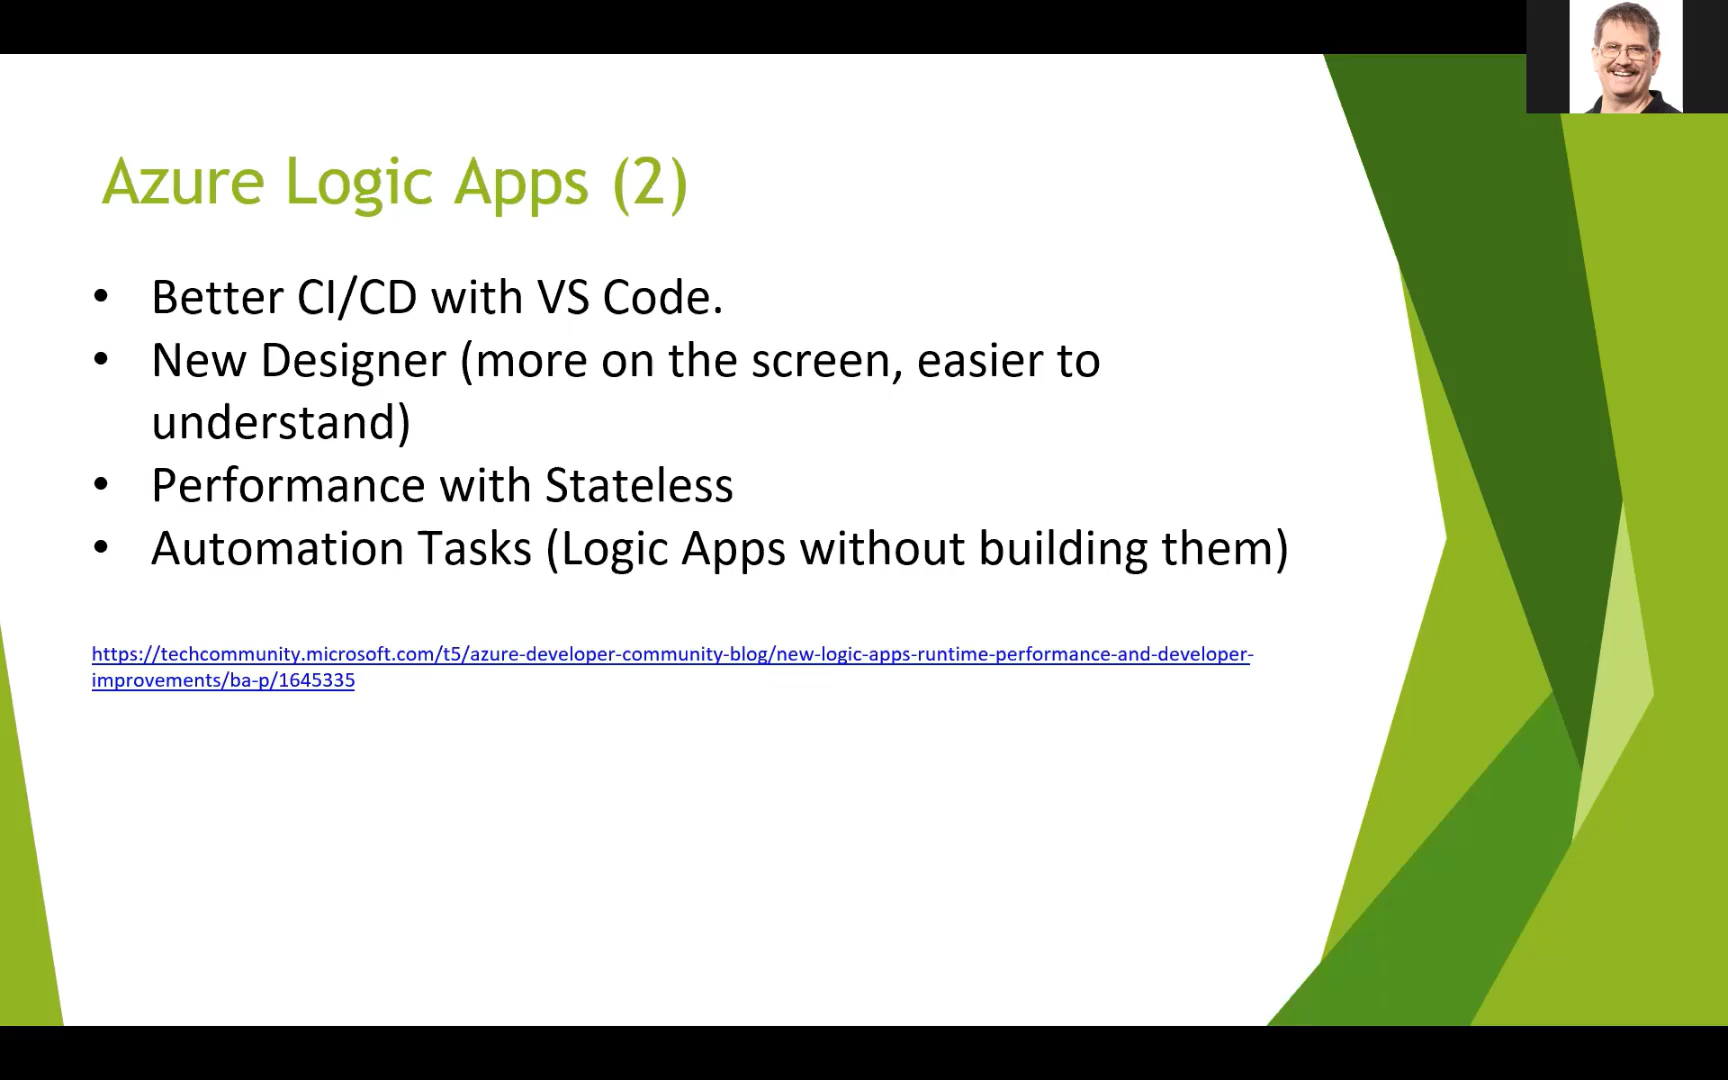 Azure Logic Apps (2)
• Better CI/CD with VS Code.
• New Designer (more on the screen, easier to
understand)
• Performance with Stateless
• Automation Tasks (Logic Apps without building them)
https://techcommunity.microsoft.com/t5/azure-developer-community-blog/new-logic-apps-runtime-performance-and-developer-
improvements/ba-p/1645335